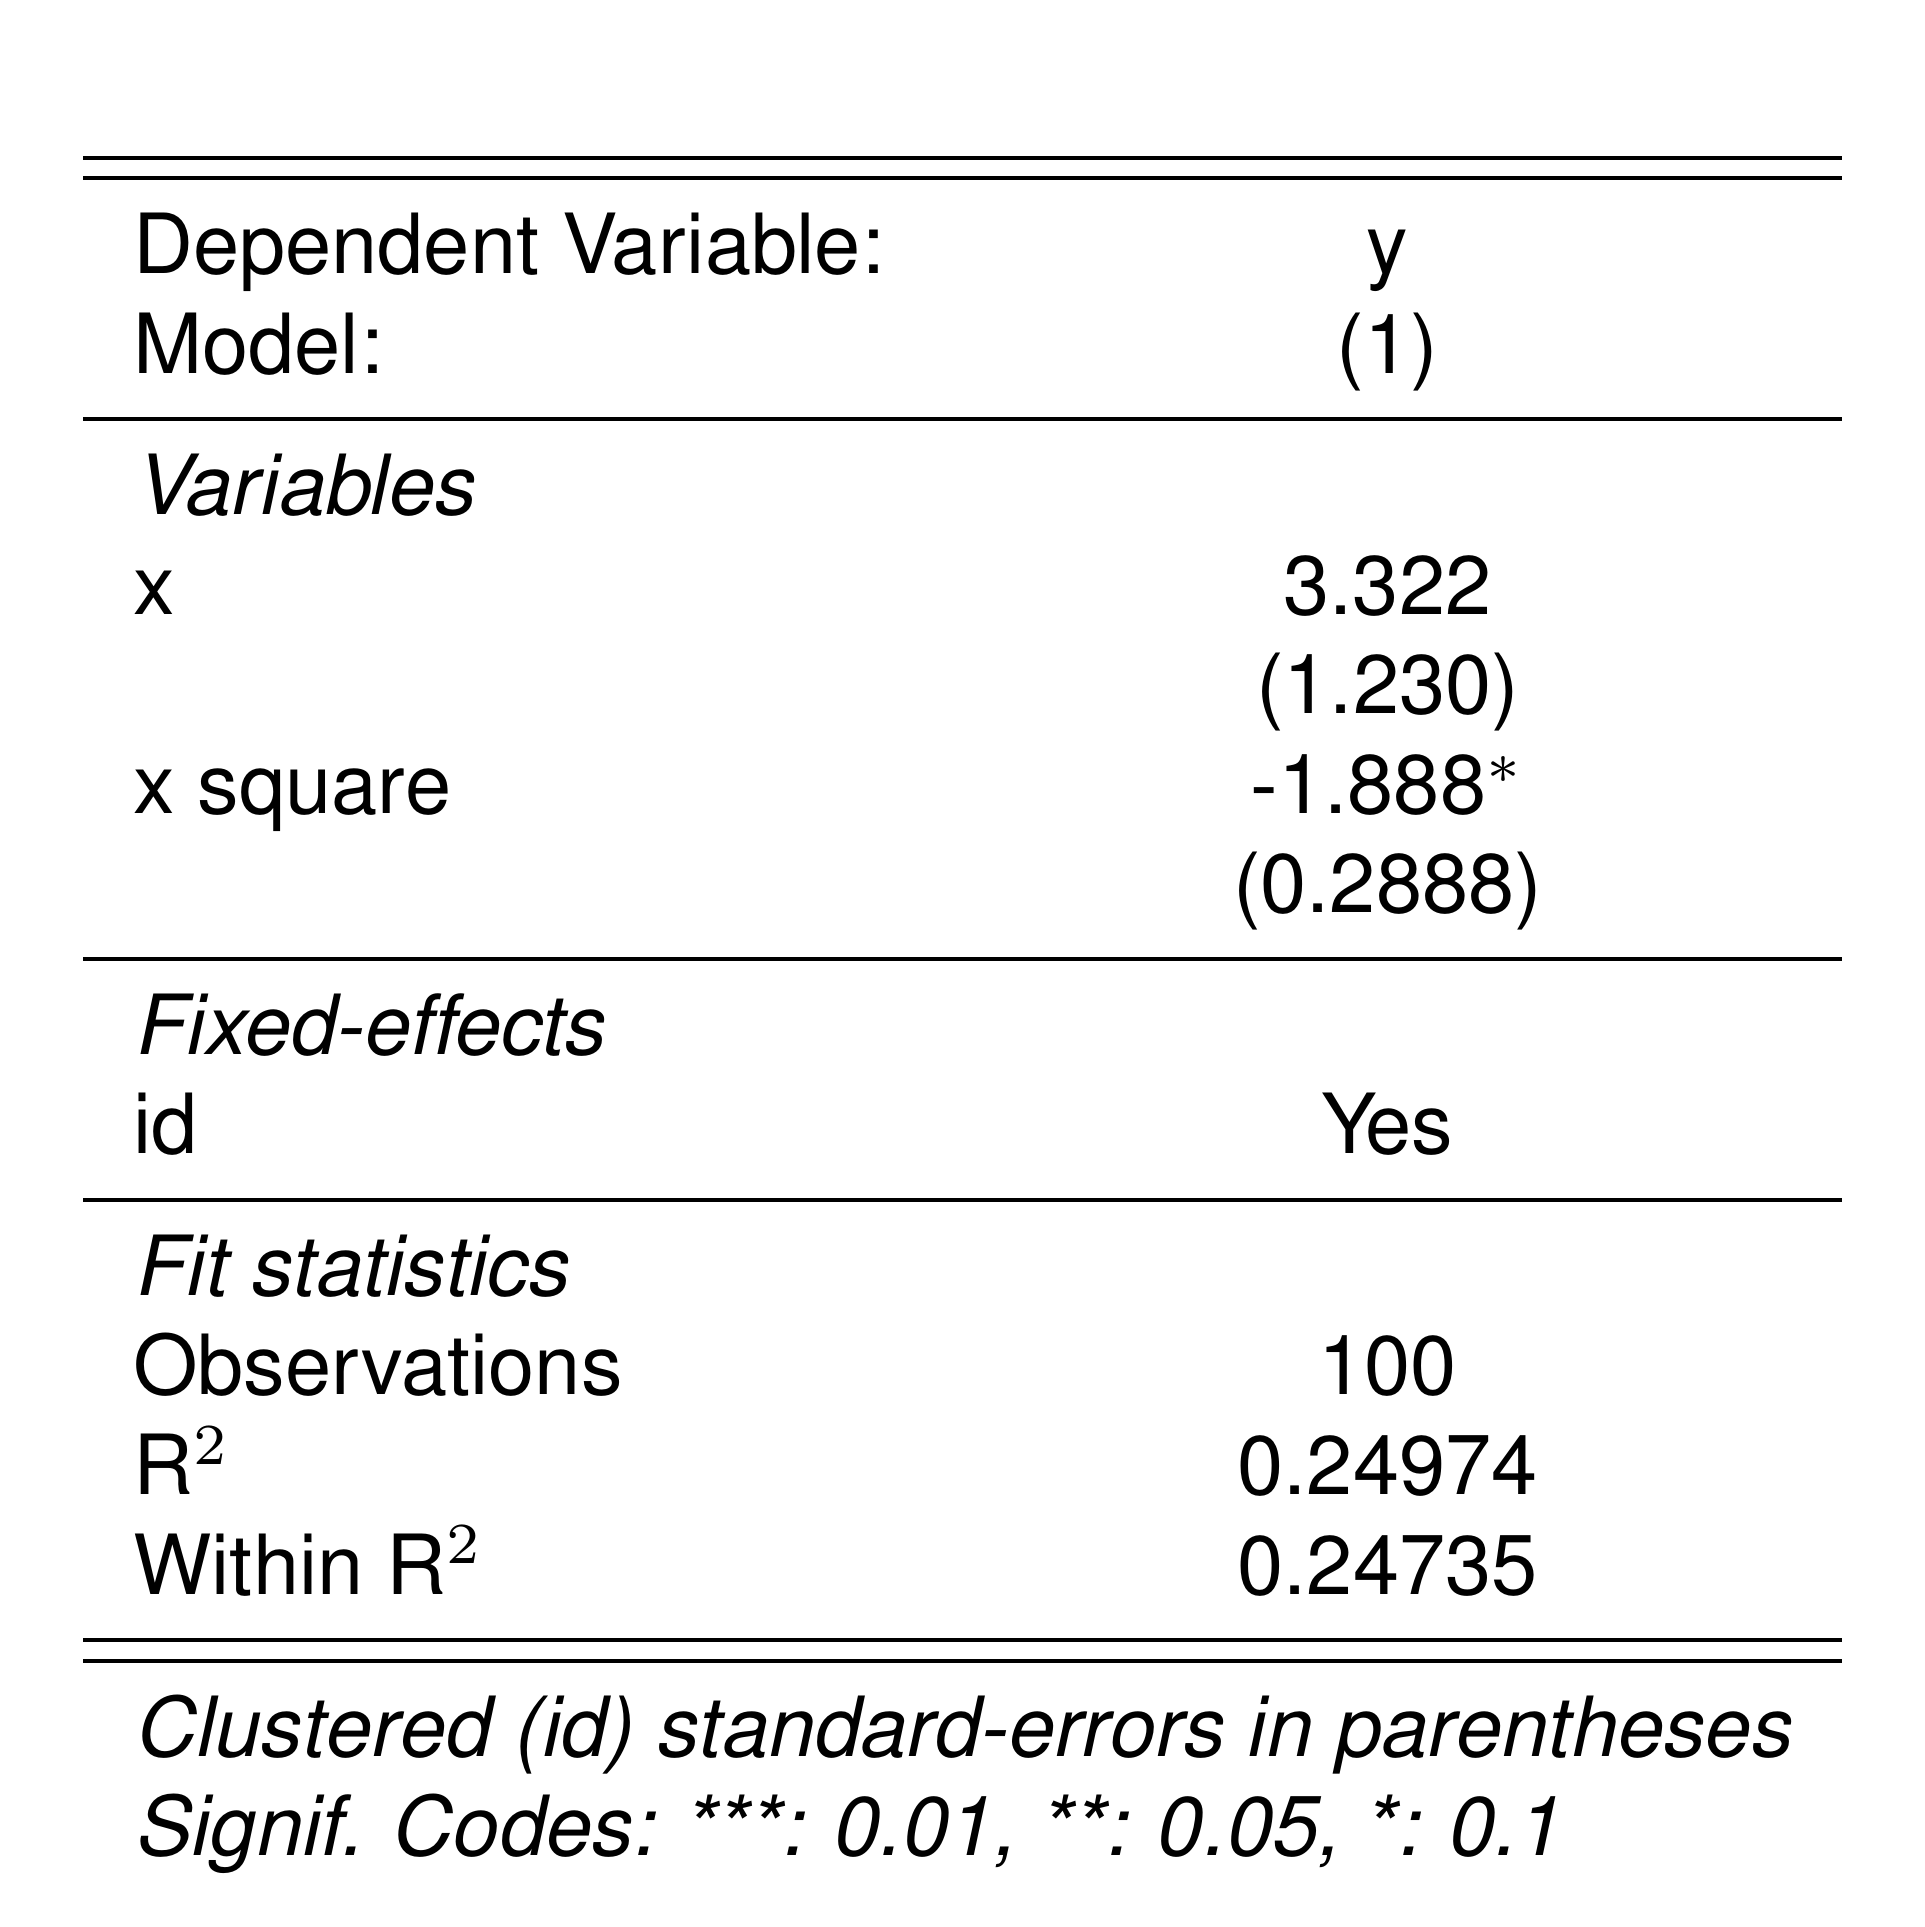 Dependent Variable: y
Model: (1)
Variables
x 3.322
(1.230)
x square -1.888*
(0.2888)
Fixed-effects
id Yes
Fit statistics
Observations 100
R² 0.24974
Within R² 0.24735
Clustered (id) standard-errors in parentheses
Signif. Codes: ***: 0.01, **: 0.05, *: 0.1